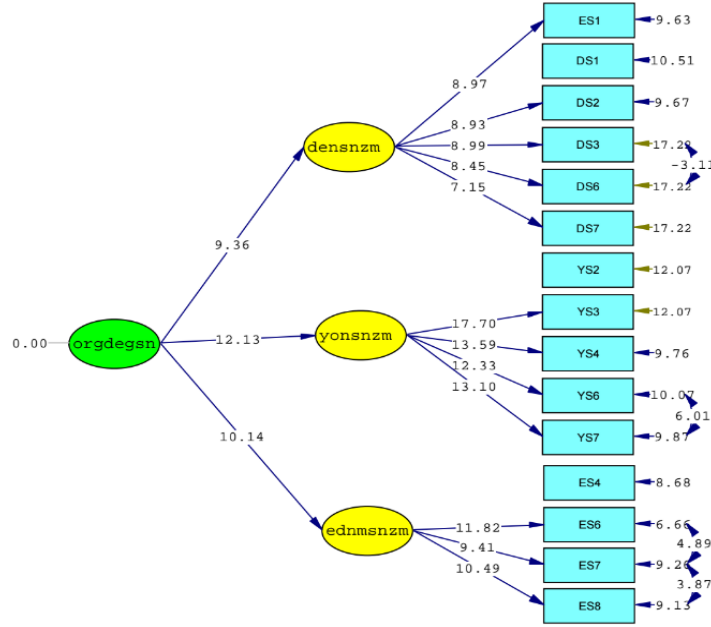 ES1 9.63
DS1 10.51
8.97
DS2 9.67
densnzm 8.93
8.99 DS3 17.22
-3.11
8.45 DS6 17.22
7.15
DS7 17.22
9.36
YS2 12.07
17.70 YS3 12.07
0.00 orgdegsn 12.13 yonsnzm
13.59 YS4 9.76
12.33
13.10 YS6 10.07
6.01
YS7 9.87
10.14
ES4 8.68
ednmsnzm 11.82 ES6 6.66
4.89
9.41 ES7 9.26
10.49 3.87
ES8 9.13